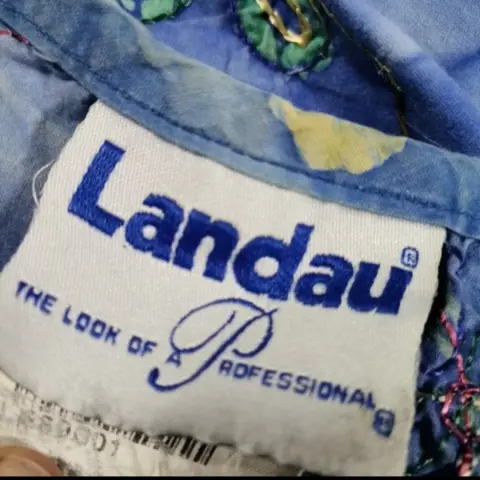 Landau®
THE LOOK OF A PROFESSIONAL®